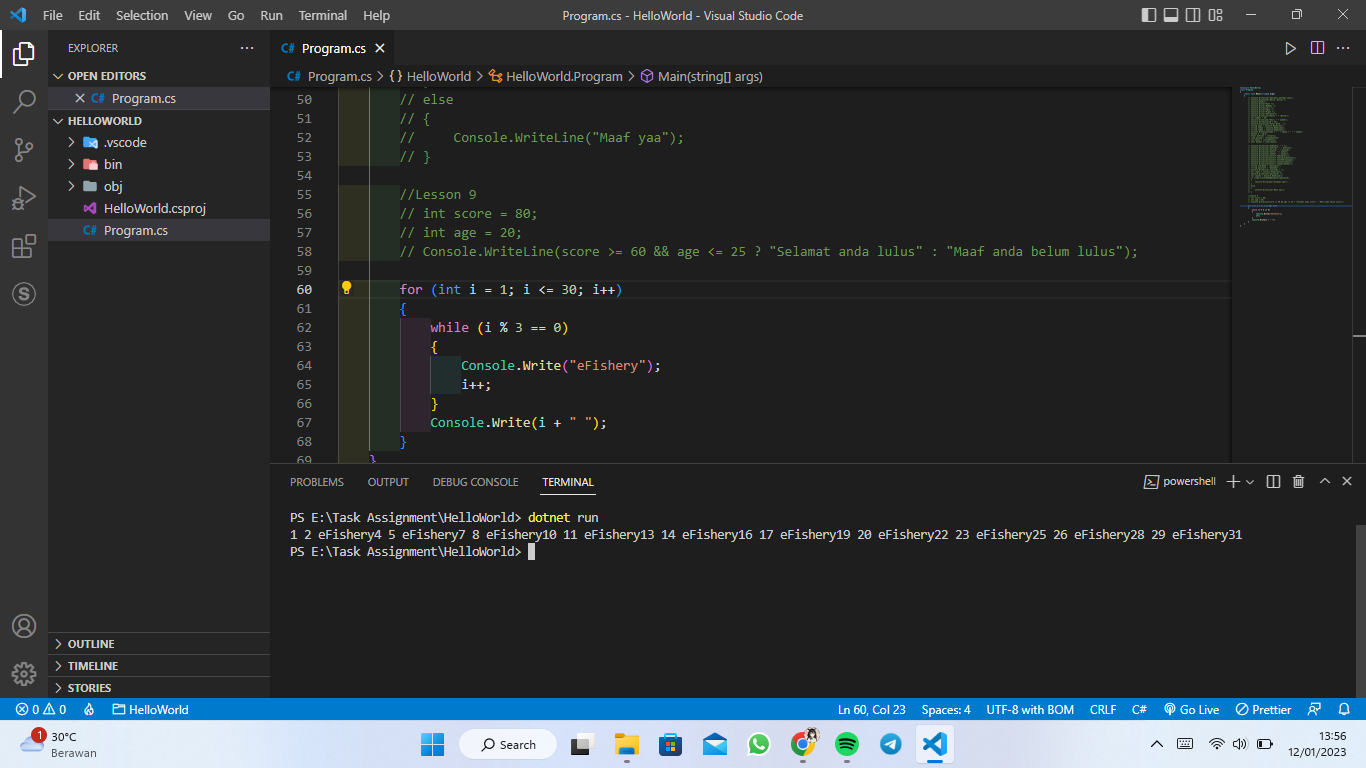 File Edit Selection View Go Run Terminal Help
Program.cs - HelloWorld - Visual Studio Code
EXPLORER
OPEN EDITORS
C# Program.cs
HELLOWORLD
.vscode
bin
obj
HelloWorld.csproj
C# Program.cs
OUTLINE
TIMELINE
STORIES
C# Program.cs
C# Program.cs > {} HelloWorld > HelloWorld.Program > Main(string[] args)
50 // else
51 // {
52 //     Console.WriteLine("Maaf yaa");
53 // }
54
55 //Lesson 9
56 // int score = 80;
57 // int age = 20;
58 // Console.WriteLine(score >= 60 && age <= 25 ? "Selamat anda lulus" : "Maaf anda belum lulus");
59
60 for (int i = 1; i <= 30; i++)
61 {
62     while (i % 3 == 0)
63     {
64         Console.Write("eFishery");
65         i++;
66     }
67     Console.Write(i + " ");
68 }
69 }
PROBLEMS OUTPUT DEBUG CONSOLE TERMINAL
powershell
PS E:\Task Assignment\HelloWorld> dotnet run
1 2 eFishery4 5 eFishery7 8 eFishery10 11 eFishery13 14 eFishery16 17 eFishery19 20 eFishery22 23 eFishery25 26 eFishery28 29 eFishery31
PS E:\Task Assignment\HelloWorld>
0 0 HelloWorld
Ln 60, Col 23 Spaces: 4 UTF-8 with BOM CRLF C# Go Live Prettier
1
30°C
Berawan
Search
13:56
12/01/2023